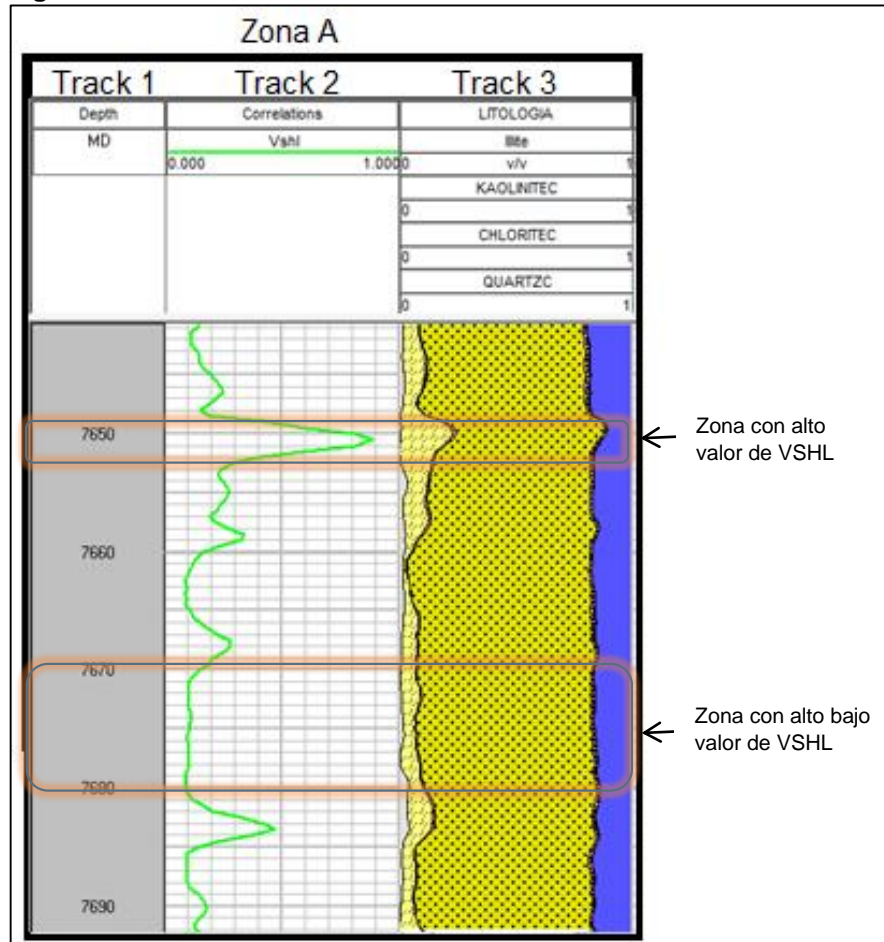 Zona A
Track 1 Track 2 Track 3
Depth Correlations LITOLOGIA
MD Vshl Illite
0.000 1.000 0 v/v 1
KAOLINITEC
0 1
CHLORITEC
0 1
QUARTZC
0 1
7650
Zona con alto
valor de VSHL
7660
7670
Zona con alto bajo
valor de VSHL
7680
7690